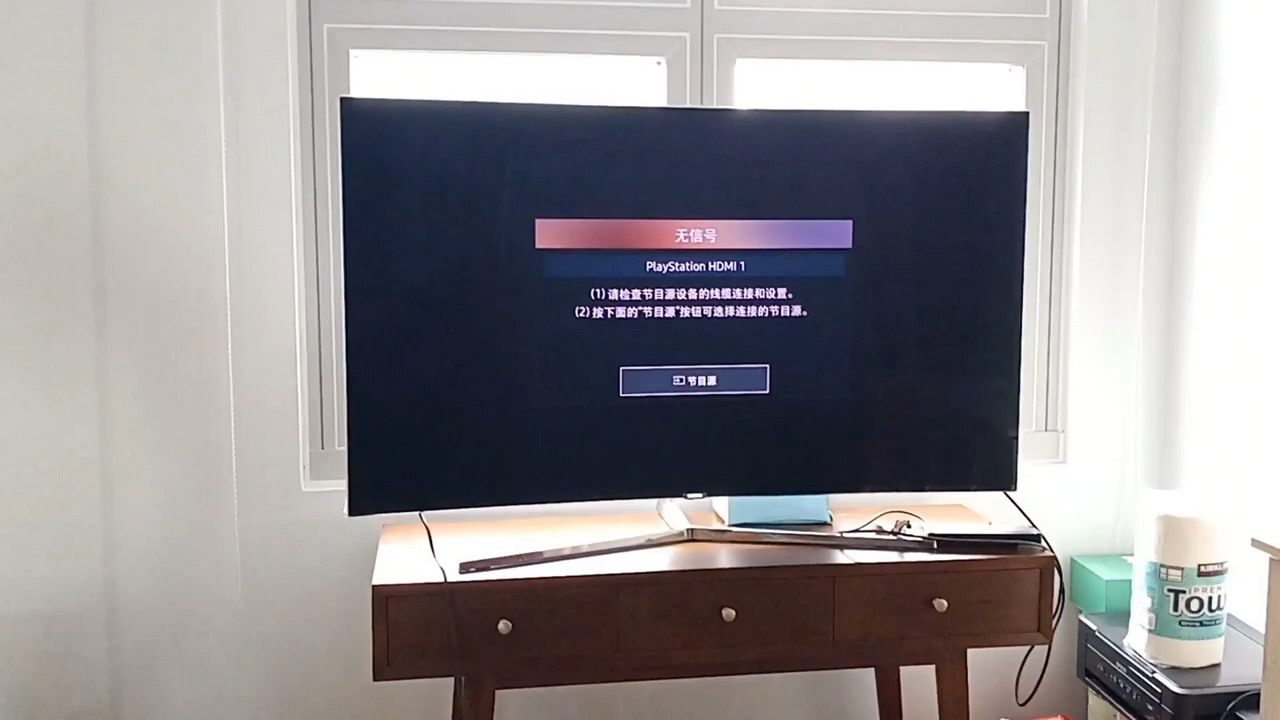 无信号
PlayStation HDMI 1
(1) 请检查节目源设备的线缆连接和设置。
(2) 按下面的"节目源"按钮可选择连接的节目源。
节目源
PREM
Tow